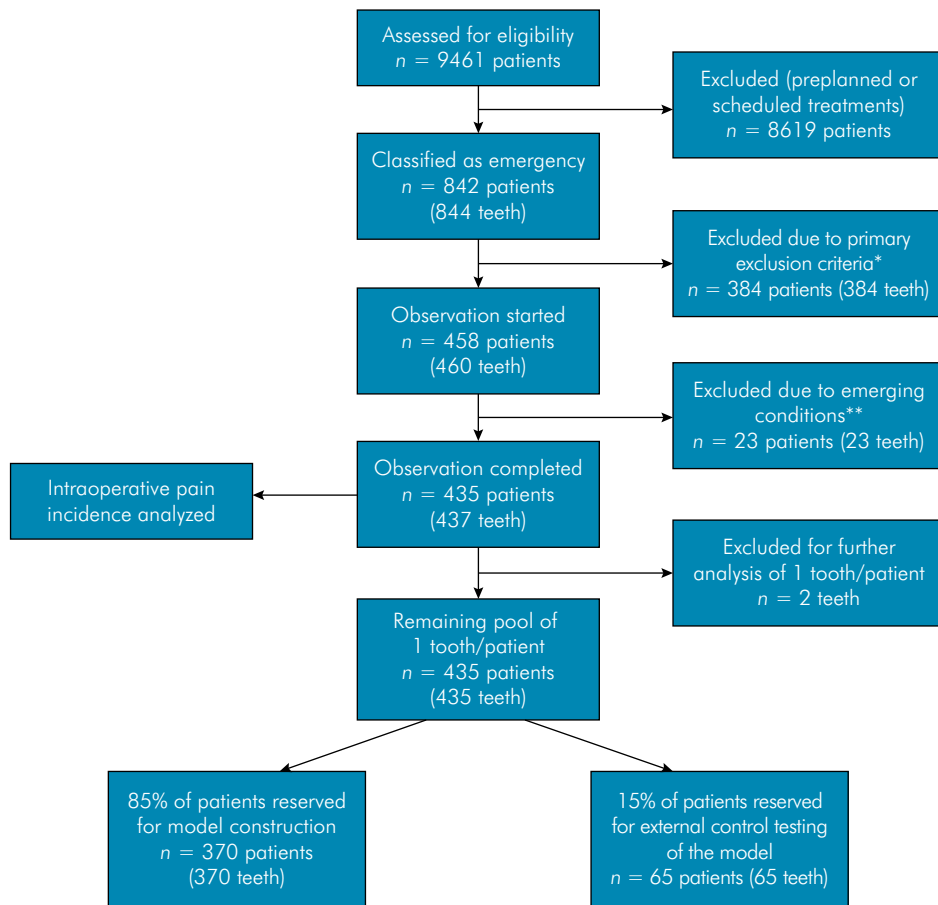 Assessed for eligibility
n = 9461 patients
Excluded (preplanned or
scheduled treatments)
n = 8619 patients
Classified as emergency
n = 842 patients
(844 teeth)
Excluded due to primary
exclusion criteria*
n = 384 patients (384 teeth)
Observation started
n = 458 patients
(460 teeth)
Excluded due to emerging
conditions**
n = 23 patients (23 teeth)
Observation completed
n = 435 patients
(437 teeth)
Intraoperative pain
incidence analyzed
Excluded for further
analysis of 1 tooth/patient
n = 2 teeth
Remaining pool of
1 tooth/patient
n = 435 patients
(435 teeth)
85% of patients reserved
for model construction
n = 370 patients
(370 teeth)
15% of patients reserved
for external control testing
of the model
n = 65 patients (65 teeth)